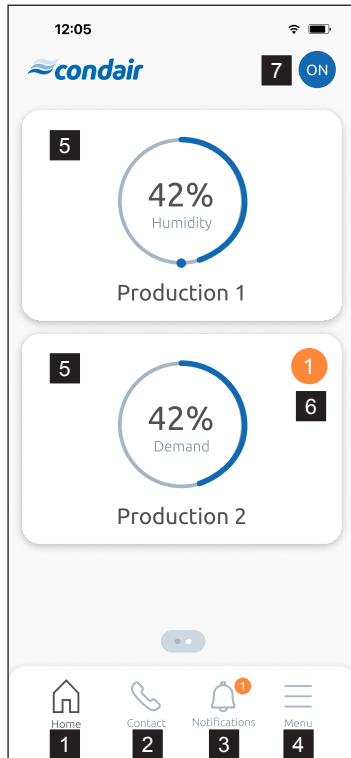 12:05
condair
7 ON
5
42%
Humidity
Production 1
5
1
6
42%
Demand
Production 2
1
Home Contact Notifications Menu
1 2 3 4